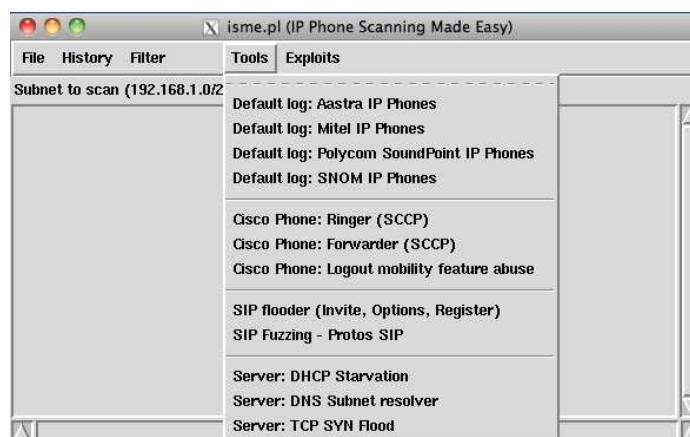 isme.pl (IP Phone Scanning Made Easy)
File History Filter Tools Exploits
Subnet to scan (192.168.1.0/2
Default log: Aastra IP Phones
Default log: Mitel IP Phones
Default log: Polycom SoundPoint IP Phones
Default log: SNOM IP Phones
Cisco Phone: Ringer (SCCP)
Cisco Phone: Forwarder (SCCP)
Cisco Phone: Logout mobility feature abuse
SIP flooder (Invite, Options, Register)
SIP Fuzzing - Protos SIP
Server: DHCP Starvation
Server: DNS Subnet resolver
Server: TCP SYN Flood